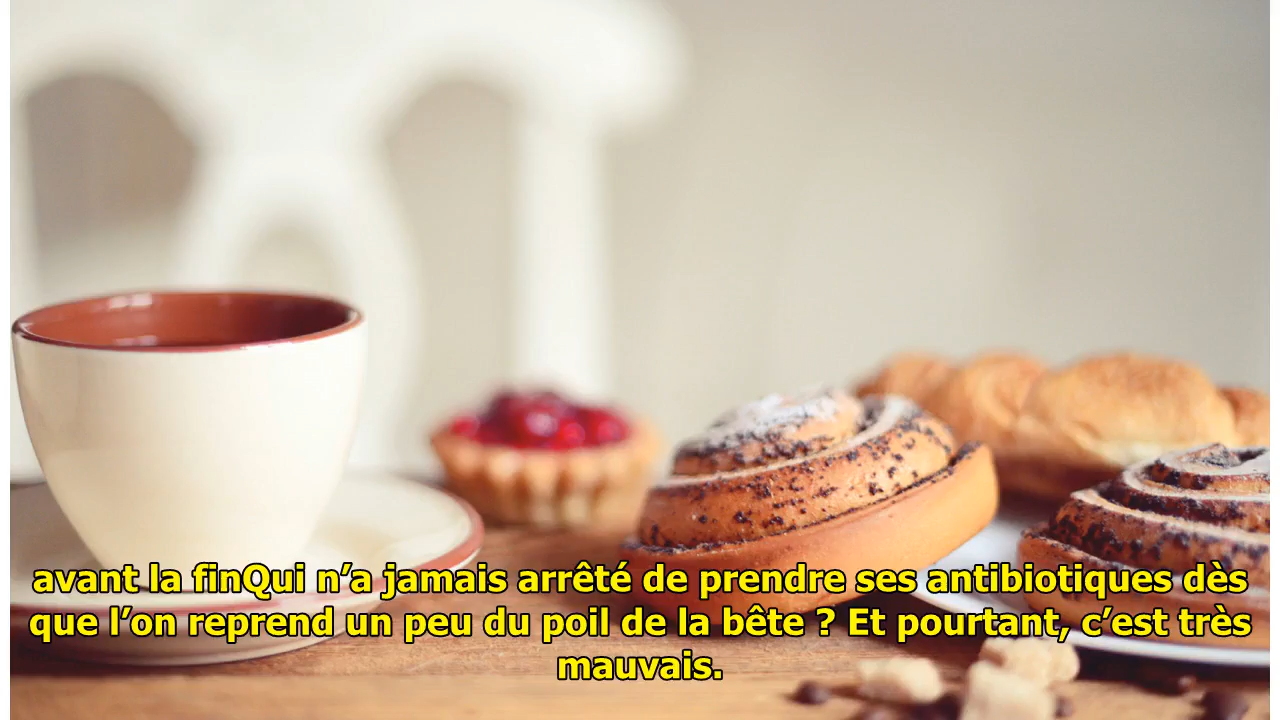 avant la finQui n’a jamais arrêté de prendre ses antibiotiques dès
que l’on reprend un peu du poil de la bête ? Et pourtant, c’est très
mauvais.